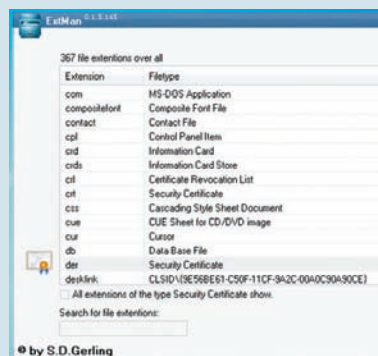 ExtMan 0.1.5.145
367 file extentions over all
Extension Filetype
com MS-DOS Application
compositefont Composite Font File
contact Contact File
cpl Control Panel Item
crd Information Card
crds Information Card Store
crl Certificate Revocation List
crt Security Certificate
css Cascading Style Sheet Document
cue CUE Sheet for CD/DVD image
cur Cursor
db Data Base File
der Security Certificate
desklink CLSID\{9E56BE61-C50F-11CF-9A2C-00A0C90A90CE}
All extensions of the type Security Certificate show.
Search for file extentions:
by S.D.Gerling